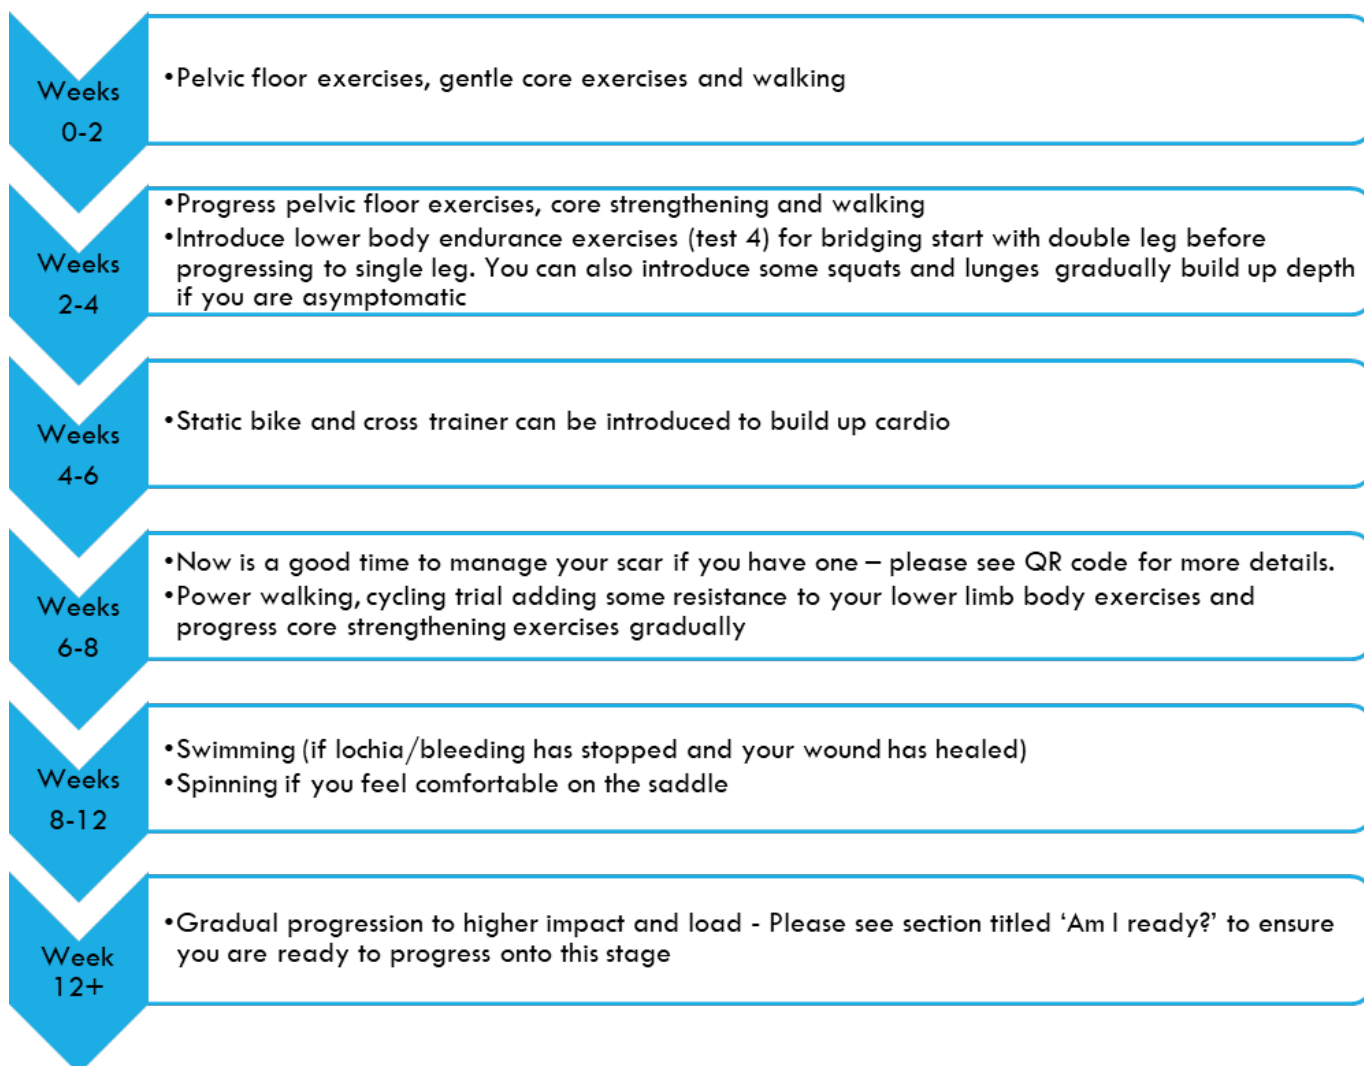 Weeks
0-2
•Pelvic floor exercises, gentle core exercises and walking
Weeks
2-4
•Progress pelvic floor exercises, core strengthening and walking
•Introduce lower body endurance exercises (test 4) for bridging start with double leg before
progressing to single leg. You can also introduce some squats and lunges gradually build up depth
if you are asymptomatic
Weeks
4-6
•Static bike and cross trainer can be introduced to build up cardio
Weeks
6-8
•Now is a good time to manage your scar if you have one – please see QR code for more details.
•Power walking, cycling trial adding some resistance to your lower limb body exercises and
progress core strengthening exercises gradually
Weeks
8-12
•Swimming (if lochia/bleeding has stopped and your wound has healed)
•Spinning if you feel comfortable on the saddle
Week
12+
•Gradual progression to higher impact and load - Please see section titled ‘Am I ready?’ to ensure
you are ready to progress onto this stage